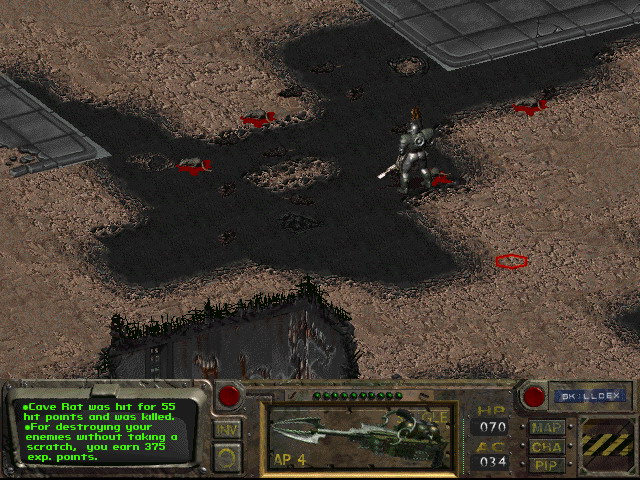 •Cave Rat was hit for 55
hit points and was killed.
•For destroying your
enemies without taking a
scratch, you earn 375
exp. points.
INV
AP 4
HP
070
AC
034
SKILLDEX
MAP
CHA
PIP